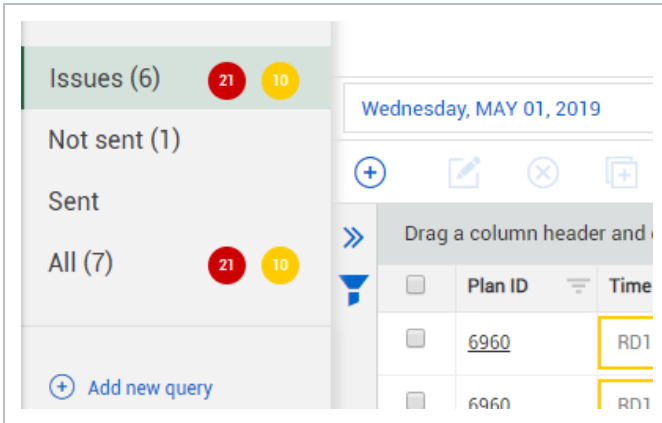 Issues (6) 21 10
Not sent (1)
Sent
All (7) 21 10
Add new query
Wednesday, MAY 01, 2019
Drag a column header and
Plan ID Time
6960 RD1
6960 RD1